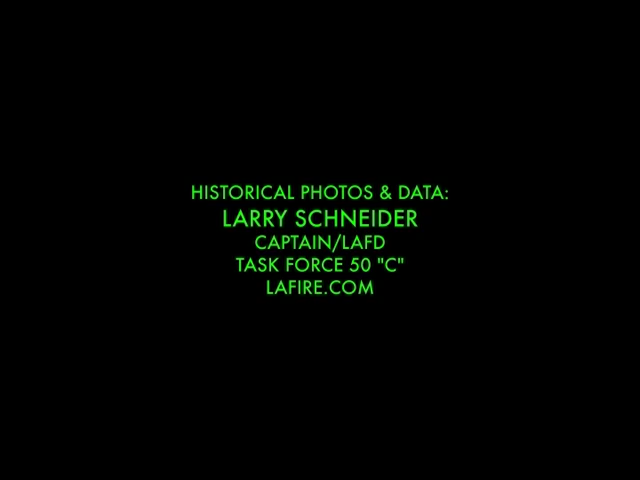 HISTORICAL PHOTOS & DATA:
LARRY SCHNEIDER
CAPTAIN/LAFD
TASK FORCE 50 "C"
LAFIRE.COM